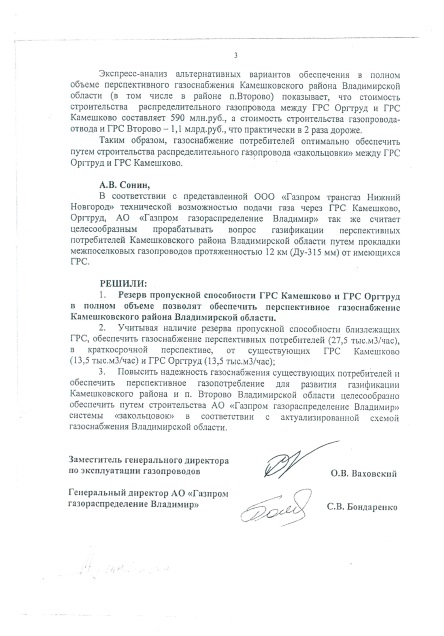 3
Экспресс-анализ альтернативных вариантов обеспечения в полном
объеме перспективного газоснабжения Камешковского района Владимирской
области (в том числе в районе п.Второво) показывает, что стоимость
строительства распределительного газопровода между ГРС Оргтруд и ГРС
Камешково составляет 590 млн.руб., а стоимость строительства газопровода-
отвода и ГРС Второво – 1,1 млрд.руб., что практически в 2 раза дороже.
Таким образом, газоснабжение потребителей оптимально обеспечить
путем строительства распределительного газопровода «закольцовки» между ГРС
Оргтруд и ГРС Камешково.
А.В. Сонин,
В соответствии с представленной ООО «Газпром трансгаз Нижний
Новгород» технической возможностью подачи газа через ГРС Камешково,
Оргтруд, АО «Газпром газораспределение Владимир» так же считает
целесообразным прорабатывать вопрос газификации перспективных
потребителей Камешковского района Владимирской области путем прокладки
межпоселковых газопроводов протяженностью 12 км (Ду-315 мм) от имеющихся
ГРС.
РЕШИЛИ:
1. Резерв пропускной способности ГРС Камешково и ГРС Оргтруд
в полном объеме позволят обеспечить перспективное газоснабжение
Камешковского района Владимирской области.
2. Учитывая наличие резерва пропускной способности близлежащих
ГРС, обеспечить газоснабжение перспективных потребителей (27,5 тыс.м3/час),
в краткосрочной перспективе, от существующих ГРС Камешково
(13,5 тыс.м3/час) и ГРС Оргтруд (13,5 тыс.м3/час);
3. Повысить надежность газоснабжения существующих потребителей и
обеспечить перспективное газопотребление для развития газификации
Камешковского района и п. Второво Владимирской области целесообразно
обеспечить путем строительства АО «Газпром газораспределение Владимир»
системы «закольцовок» в соответствии с актуализированной схемой
газоснабжения Владимирской области.
Заместитель генерального директора
по эксплуатации газопроводов
О.В. Ваховский
Генеральный директор АО «Газпром
газораспределение Владимир»
С.В. Бондаренко